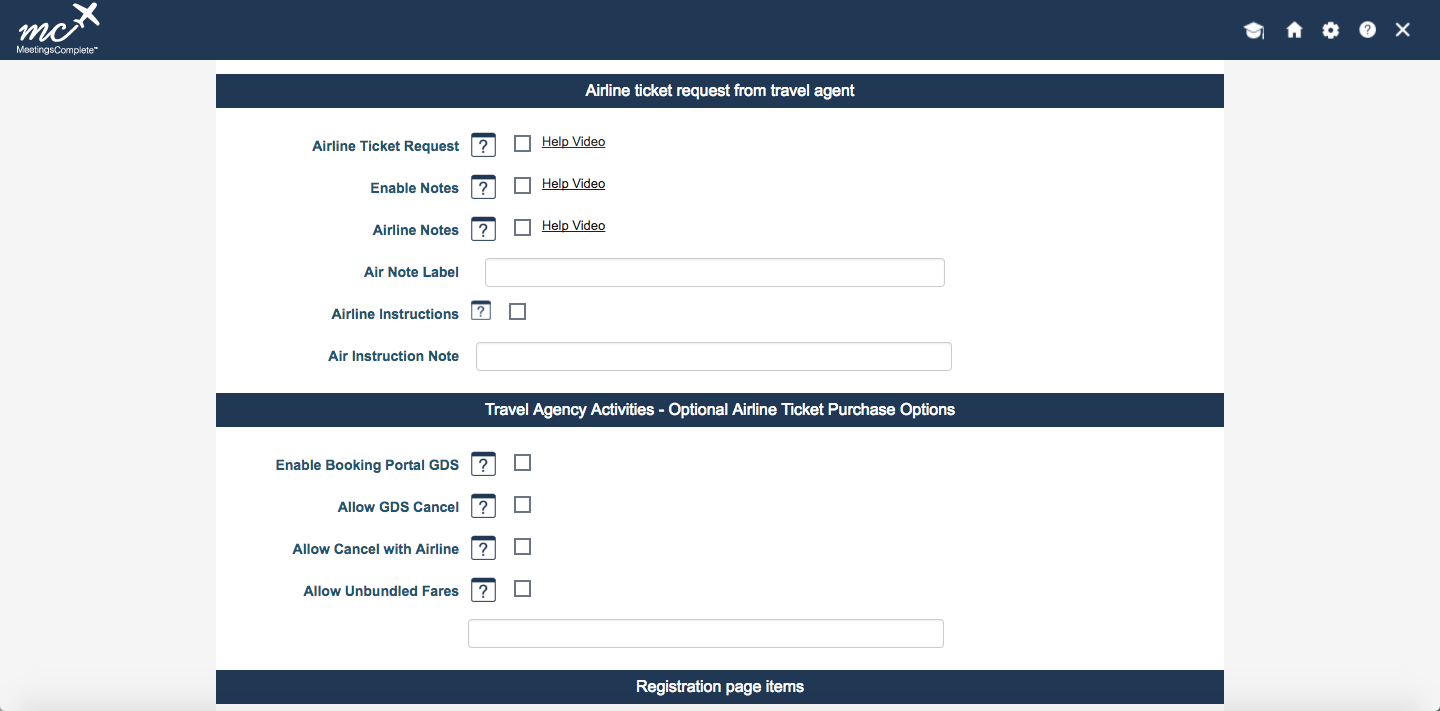 mc
MeetingsComplete™
?
Airline ticket request from travel agent
Airline Ticket Request ? Help Video
Enable Notes ? Help Video
Airline Notes ? Help Video
Air Note Label
Airline Instructions ?
Air Instruction Note
Travel Agency Activities - Optional Airline Ticket Purchase Options
Enable Booking Portal GDS ?
Allow GDS Cancel ?
Allow Cancel with Airline ?
Allow Unbundled Fares ?
Registration page items